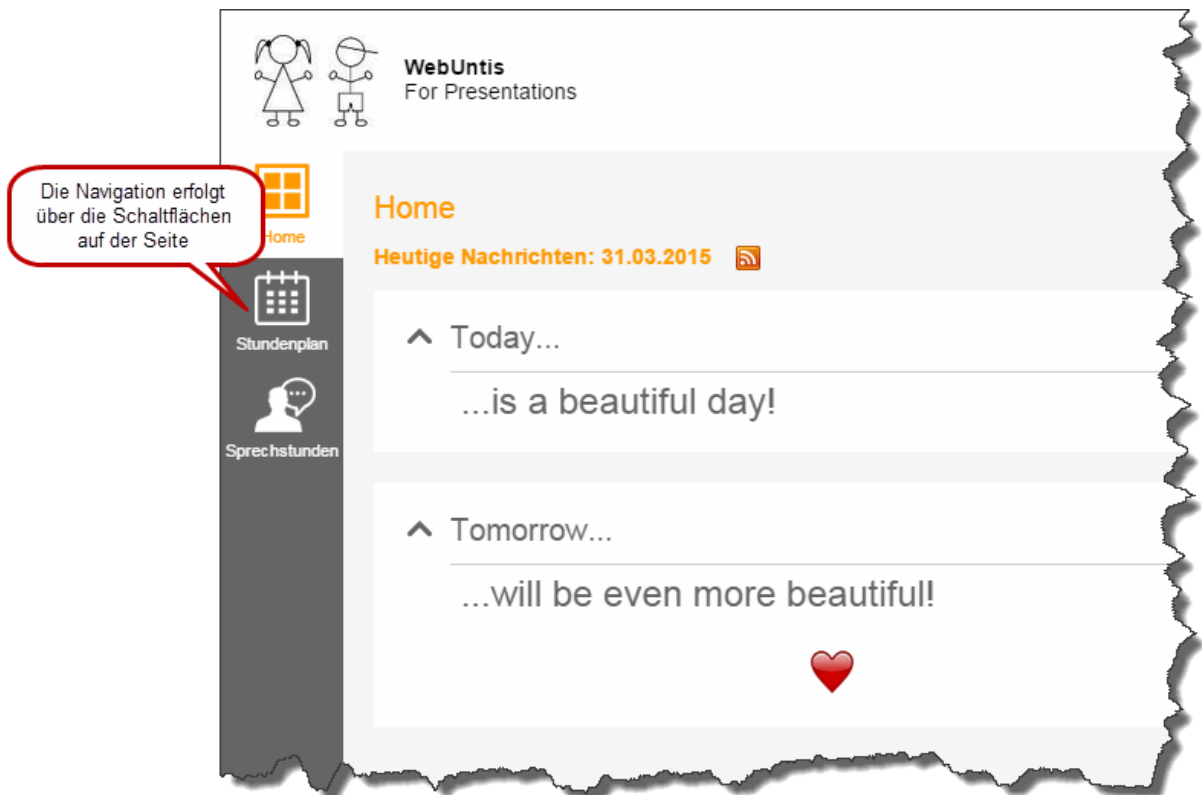 WebUntis
For Presentations
Die Navigation erfolgt
über die Schaltflächen
auf der Seite
Home
Stundenplan
Sprechstunden
Home
Heutige Nachrichten: 31.03.2015
Today...
...is a beautiful day!
Tomorrow...
...will be even more beautiful!